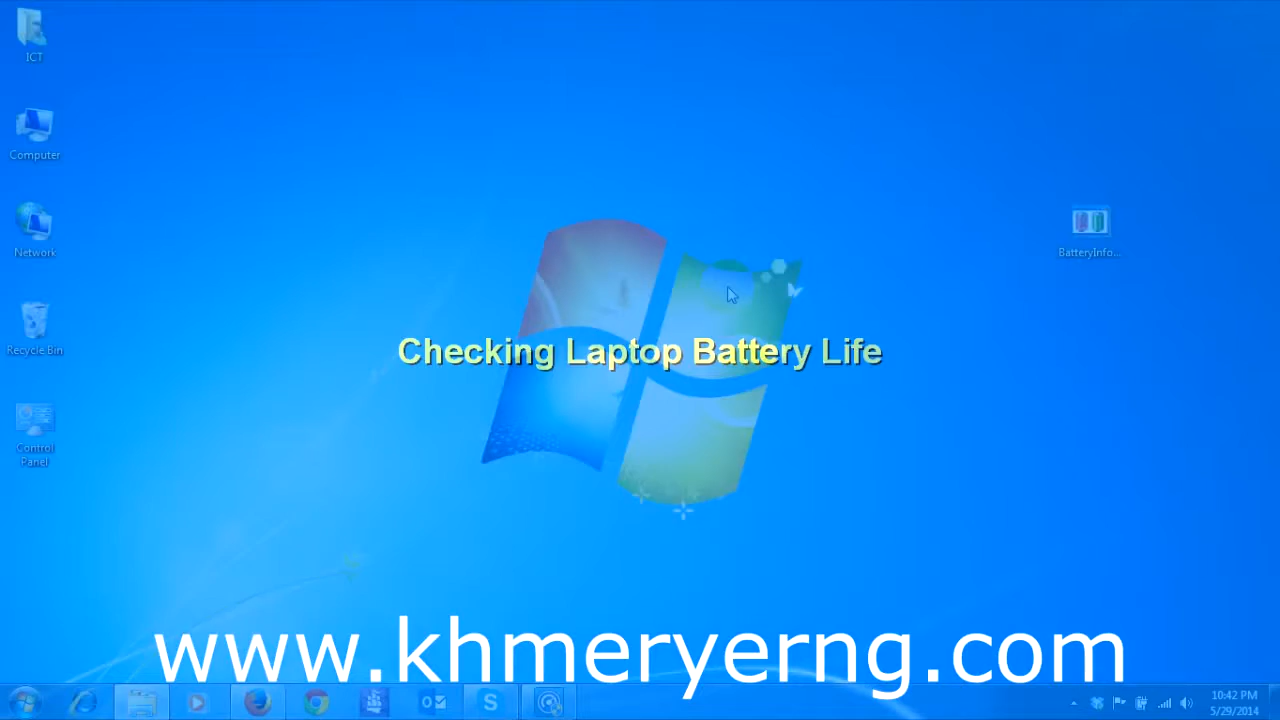 ICT
Computer
Network
Recycle Bin
Control
Panel
BatteryInfo...
Checking Laptop Battery Life
www.khmeryerng.com
S
10:42 PM
5/29/2014